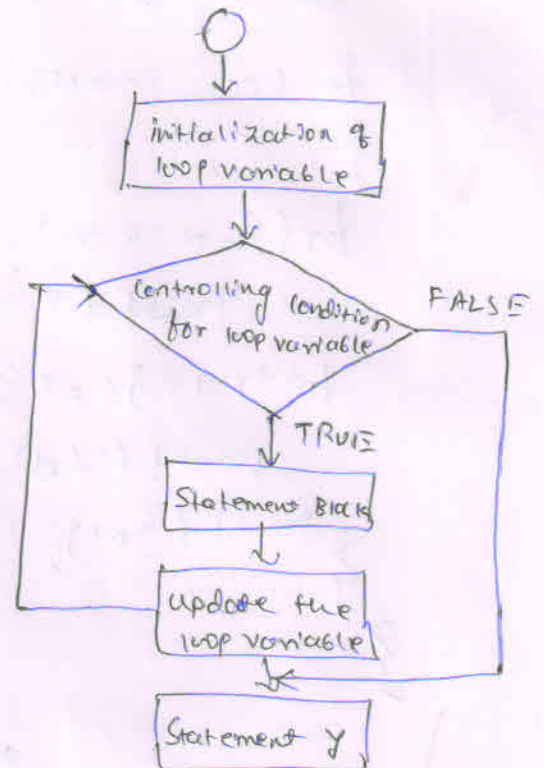 initialization of
loop variable
controlling condition
for loop variable
FALSE
TRUE
Statement Block
update the
loop variable
Statement y